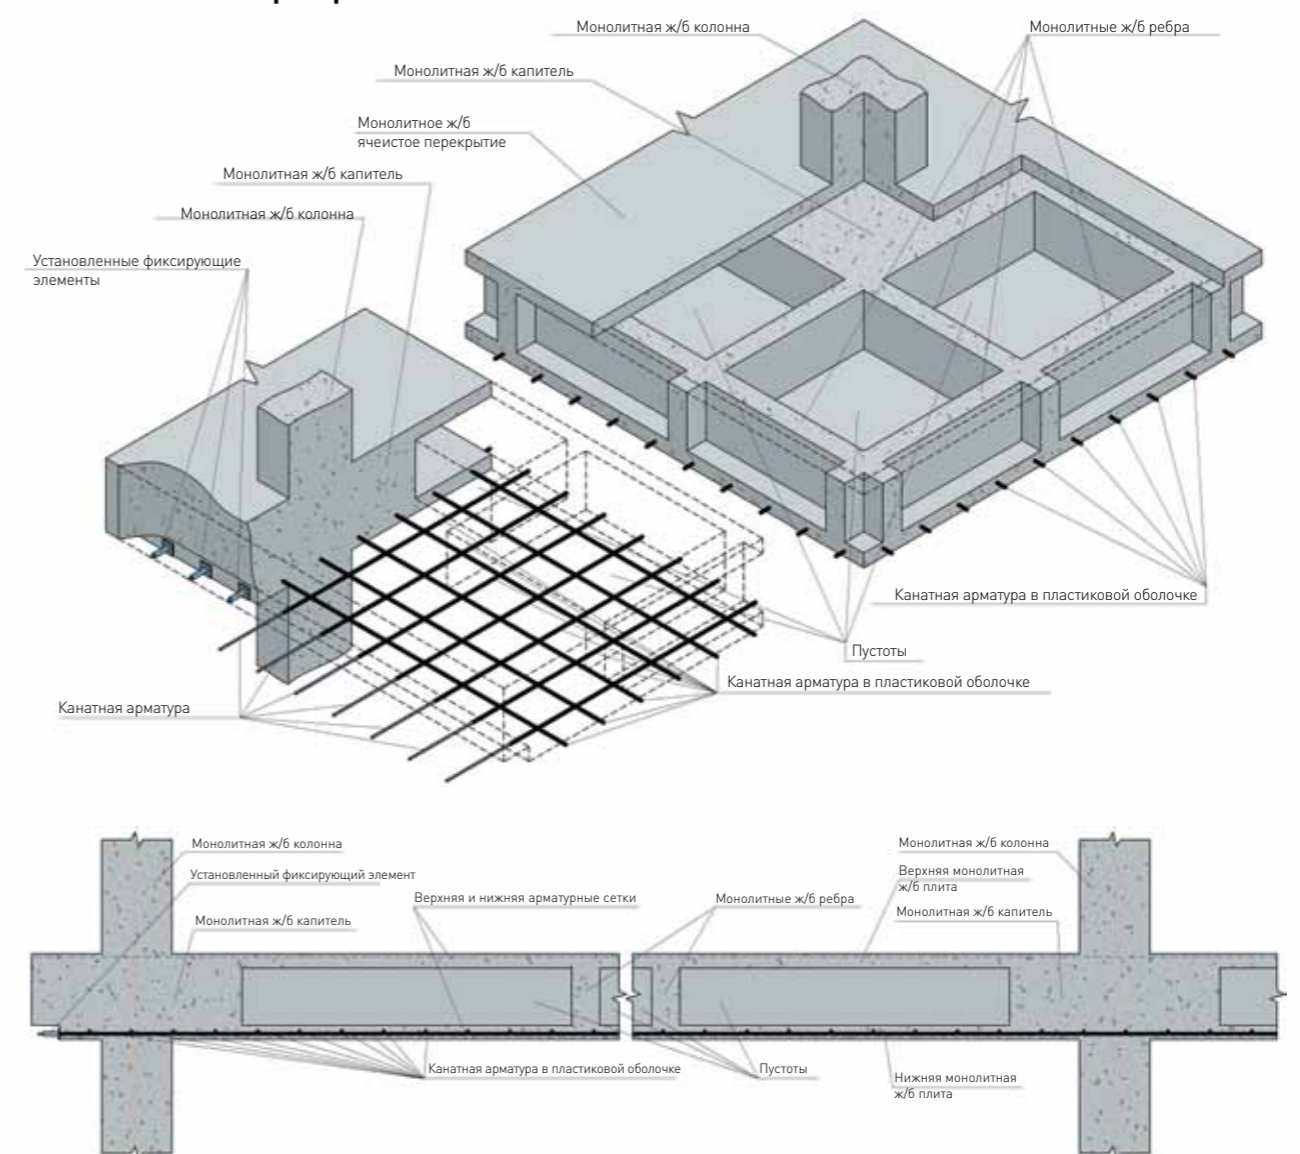 Монолитная ж/б колонна
Монолитные ж/б ребра
Монолитная ж/б капитель
Монолитное ж/б
ячеистое перекрытие
Монолитная ж/б капитель
Монолитная ж/б колонна
Установленные фиксирующие
элементы
Канатная арматура в пластиковой оболочке
Пустоты
Канатная арматура в пластиковой оболочке
Канатная арматура
Монолитная ж/б колонна
Установленный фиксирующий элемент
Монолитная ж/б капитель
Верхняя и нижняя арматурные сетки
Монолитные ж/б ребра
Монолитная ж/б колонна
Верхняя монолитная
ж/б плита
Монолитная ж/б капитель
Канатная арматура в пластиковой оболочке
Пустоты
Нижняя монолитная
ж/б плита